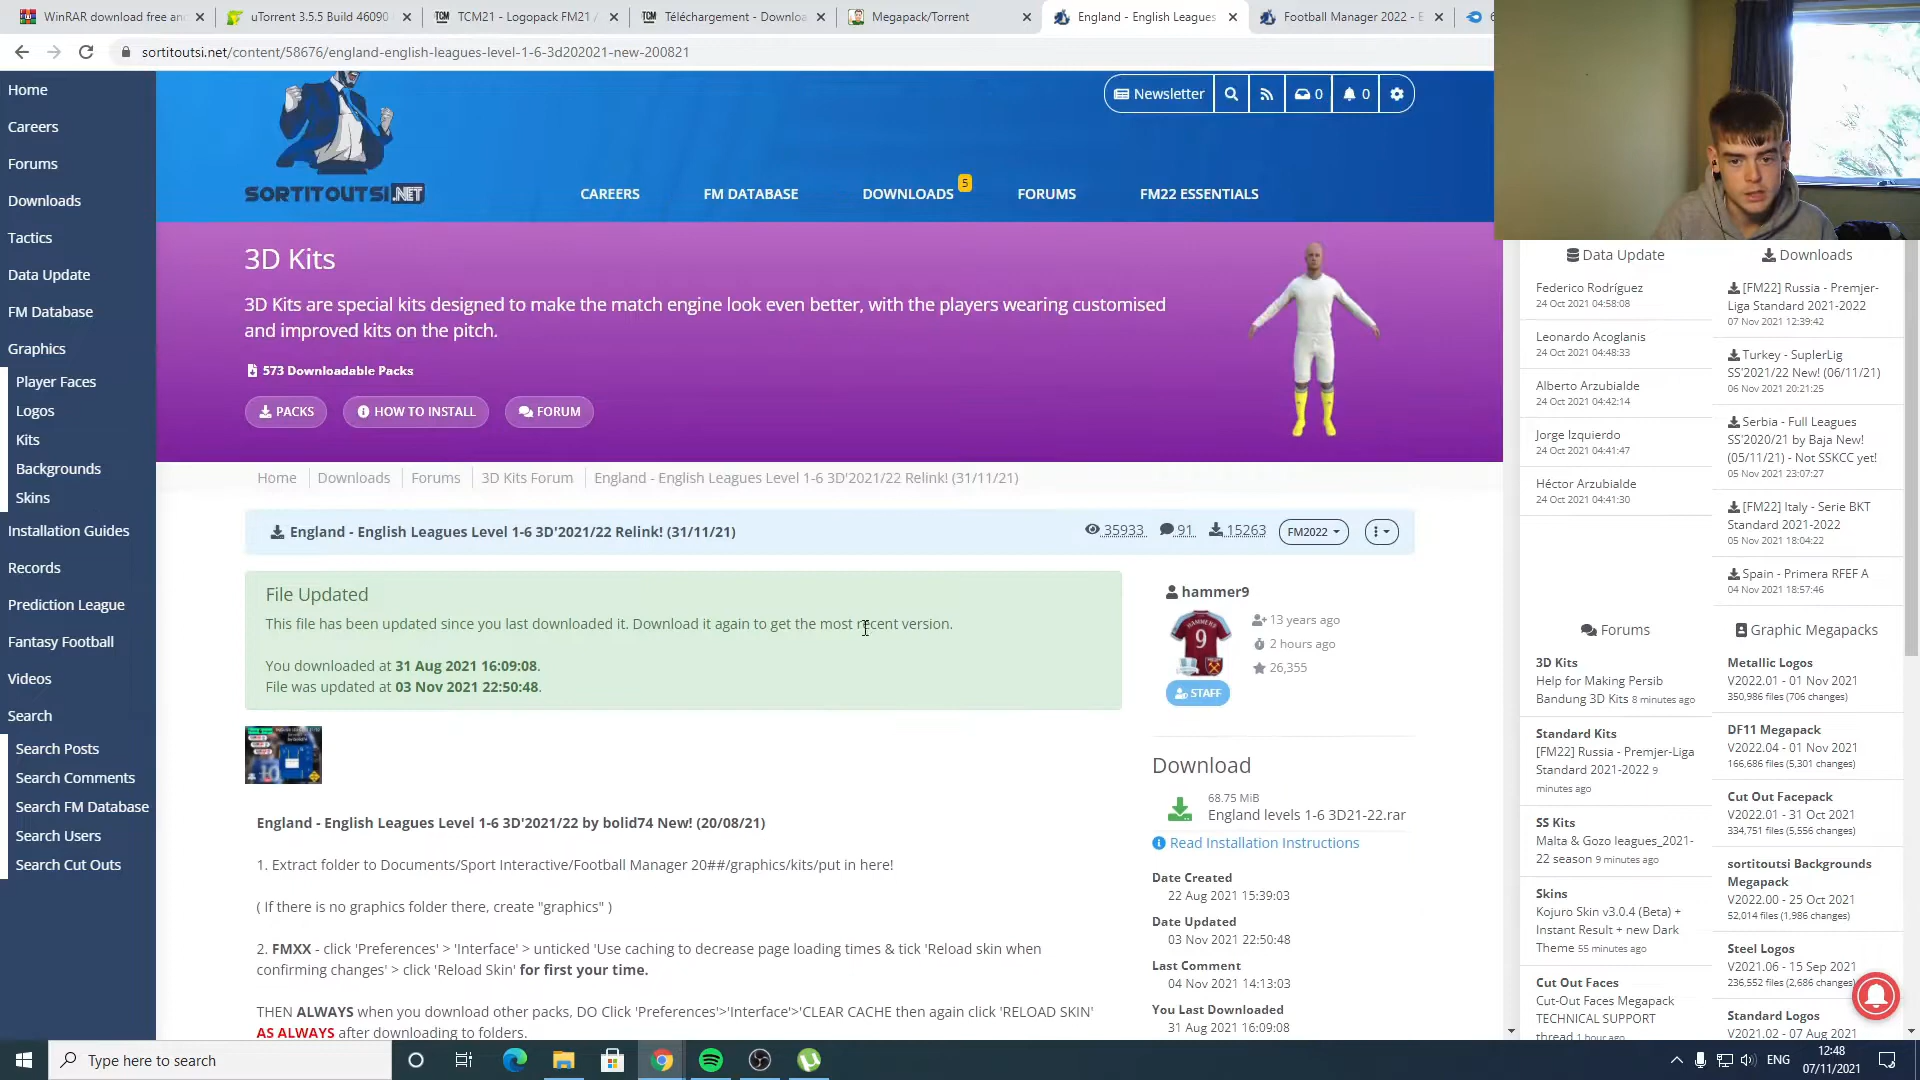 WinRAR download free an
uTorrent 3.5.5 Build 46090
TCM21 - Logopack FM21 /
Téléchargement - Downloa
Megapack/Torrent
England - English Leagues
Football Manager 2022 - E
sortitoutsi.net/content/58676/england-english-leagues-level-1-6-3d202021-new-200821
Home
Careers
Forums
Downloads
Tactics
Data Update
FM Database
Graphics
Player Faces
Logos
Kits
Backgrounds
Skins
Installation Guides
Records
Prediction League
Fantasy Football
Videos
Search
Search Posts
Search Comments
Search FM Database
Search Users
Search Cut Outs
SORTITOUTSI.NET
Newsletter
0
0
CAREERS
FM DATABASE
DOWNLOADS
5
FORUMS
FM22 ESSENTIALS
3D Kits
3D Kits are special kits designed to make the match engine look even better, with the players wearing customised
and improved kits on the pitch.
573 Downloadable Packs
PACKS
HOW TO INSTALL
FORUM
Home
Downloads
Forums
3D Kits Forum
England - English Leagues Level 1-6 3D'2021/22 Relink! (31/11/21)
England - English Leagues Level 1-6 3D'2021/22 Relink! (31/11/21)
35933
91
15263
FM2022
File Updated
This file has been updated since you last downloaded it. Download it again to get the most recent version.
You downloaded at 31 Aug 2021 16:09:08.
File was updated at 03 Nov 2021 22:50:48.
England - English Leagues Level 1-6 3D'2021/22 by bolid74 New! (20/08/21)
1. Extract folder to Documents/Sport Interactive/Football Manager 20##/graphics/kits/put in here!
( If there is no graphics folder there, create "graphics" )
2. FMXX - click 'Preferences' > 'Interface' > unticked 'Use caching to decrease page loading times & tick 'Reload skin when
confirming changes' > click 'Reload Skin' for first your time.
THEN ALWAYS when you download other packs, DO Click 'Preferences'>'Interface'>'CLEAR CACHE then again click 'RELOAD SKIN'
AS ALWAYS after downloading to folders.
hammer9
HAMMERS
9
13 years ago
2 hours ago
26,355
STAFF
Download
68.75 MiB
England levels 1-6 3D21-22.rar
Read Installation Instructions
Date Created
22 Aug 2021 15:39:03
Date Updated
03 Nov 2021 22:50:48
Last Comment
04 Nov 2021 14:13:03
You Last Downloaded
31 Aug 2021 16:09:08
Data Update
Federico Rodríguez
24 Oct 2021 04:58:08
Leonardo Acoglanis
24 Oct 2021 04:48:33
Alberto Arzubialde
24 Oct 2021 04:42:14
Jorge Izquierdo
24 Oct 2021 04:41:47
Héctor Arzubialde
24 Oct 2021 04:41:30
Downloads
[FM22] Russia - Premjer-
Liga Standard 2021-2022
07 Nov 2021 12:39:42
Turkey - SuplerLig
SS'2021/22 New! (06/11/21)
06 Nov 2021 20:21:25
Serbia - Full Leagues
SS'2020/21 by Baja New!
(05/11/21) - Not SSKCC yet!
05 Nov 2021 23:07:27
[FM22] Italy - Serie BKT
Standard 2021-2022
05 Nov 2021 18:04:22
Spain - Primera RFEF A
04 Nov 2021 18:57:46
Forums
3D Kits
Help for Making Persib
Bandung 3D Kits 8 minutes ago
Standard Kits
[FM22] Russia - Premjer-Liga
Standard 2021-2022 9
minutes ago
SS Kits
Malta & Gozo leagues_2021-
22 season 9 minutes ago
Skins
Kojuro Skin v3.0.4 (Beta) +
Instant Result + new Dark
Theme 55 minutes ago
Cut Out Faces
Cut-Out Faces Megapack
TECHNICAL SUPPORT
thread 1 hour ago
Graphic Megapacks
Metallic Logos
V2022.01 - 01 Nov 2021
350,986 files (706 changes)
DF11 Megapack
V2022.04 - 01 Nov 2021
166,686 files (5,301 changes)
Cut Out Facepack
V2022.01 - 31 Oct 2021
334,751 files (5,556 changes)
sortitoutsi Backgrounds
Megapack
V2022.00 - 25 Oct 2021
52,014 files (1,986 changes)
Steel Logos
V2021.06 - 15 Sep 2021
236,552 files (2,686 changes)
Standard Logos
V2021.02 - 07 Aug 2021
Type here to search
ENG
12:48
07/11/2021